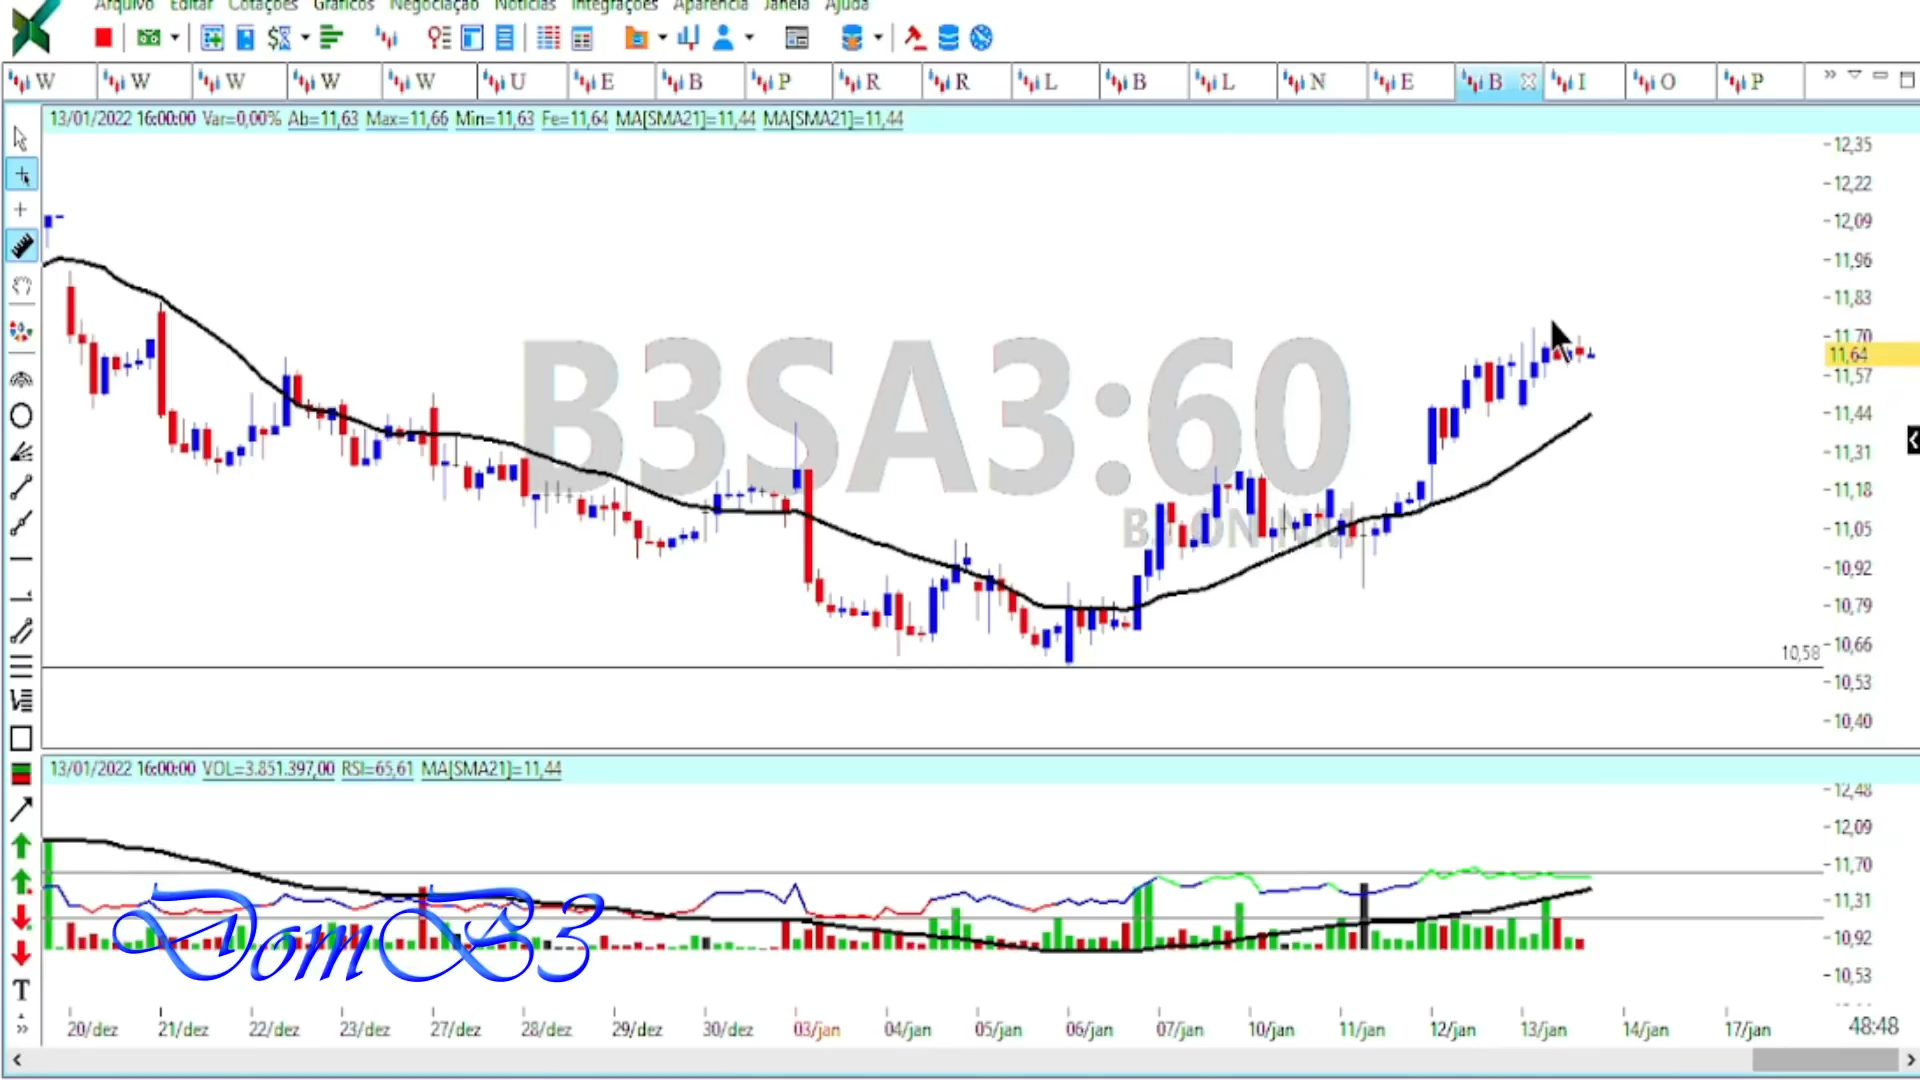 Arquivo Editar Cotações Gráficos Negociação Notícias Integrações Aparência Janela Ajuda
W W W W W U E B P R R L B L N E B I O P
13/01/2022 16:00:00 Var=0,00% Ab=11,63 Max=11,66 Min=11,63 Fe=11,64 MA[SMA21]=11,44 MA[SMA21]=11,44
12,35
12,22
12,09
11,96
11,83
11,70
11,64
11,57
11,44
11,31
11,18
11,05
10,92
10,79
10,66
10,58
10,53
10,40
B3SA3:60
B3 ON NM
13/01/2022 16:00:00 VOL=3.851.397,00 RSI=65,61 MA[SMA21]=11,44
12,48
12,09
11,70
11,31
10,92
10,53
DomB3
T
20/dez 21/dez 22/dez 23/dez 27/dez 28/dez 29/dez 30/dez 03/jan 04/jan 05/jan 06/jan 07/jan 10/jan 11/jan 12/jan 13/jan 14/jan 17/jan 48:48